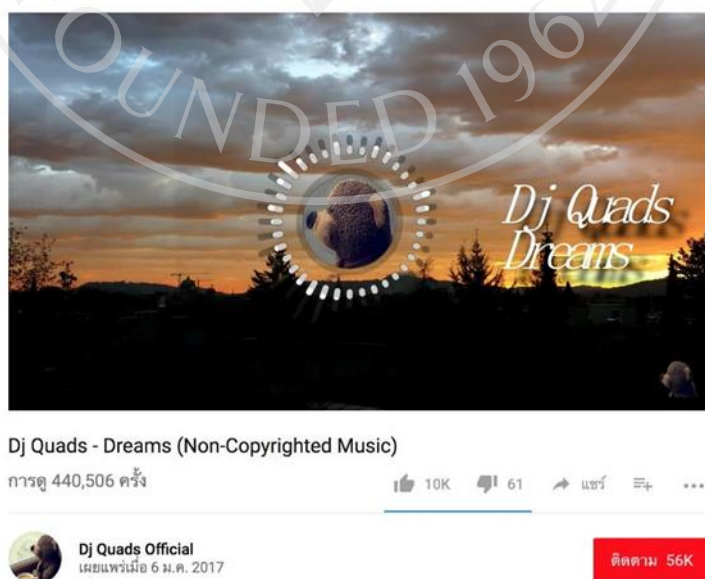 OUNDED 1962
Dj Quads
Dreams
Dj Quads - Dreams (Non-Copyrighted Music)
การดู 440,506 ครั้ง
10K 61 แชร์
Dj Quads Official
เผยแพร่เมื่อ 6 ม.ค. 2017
ติดตาม 56K